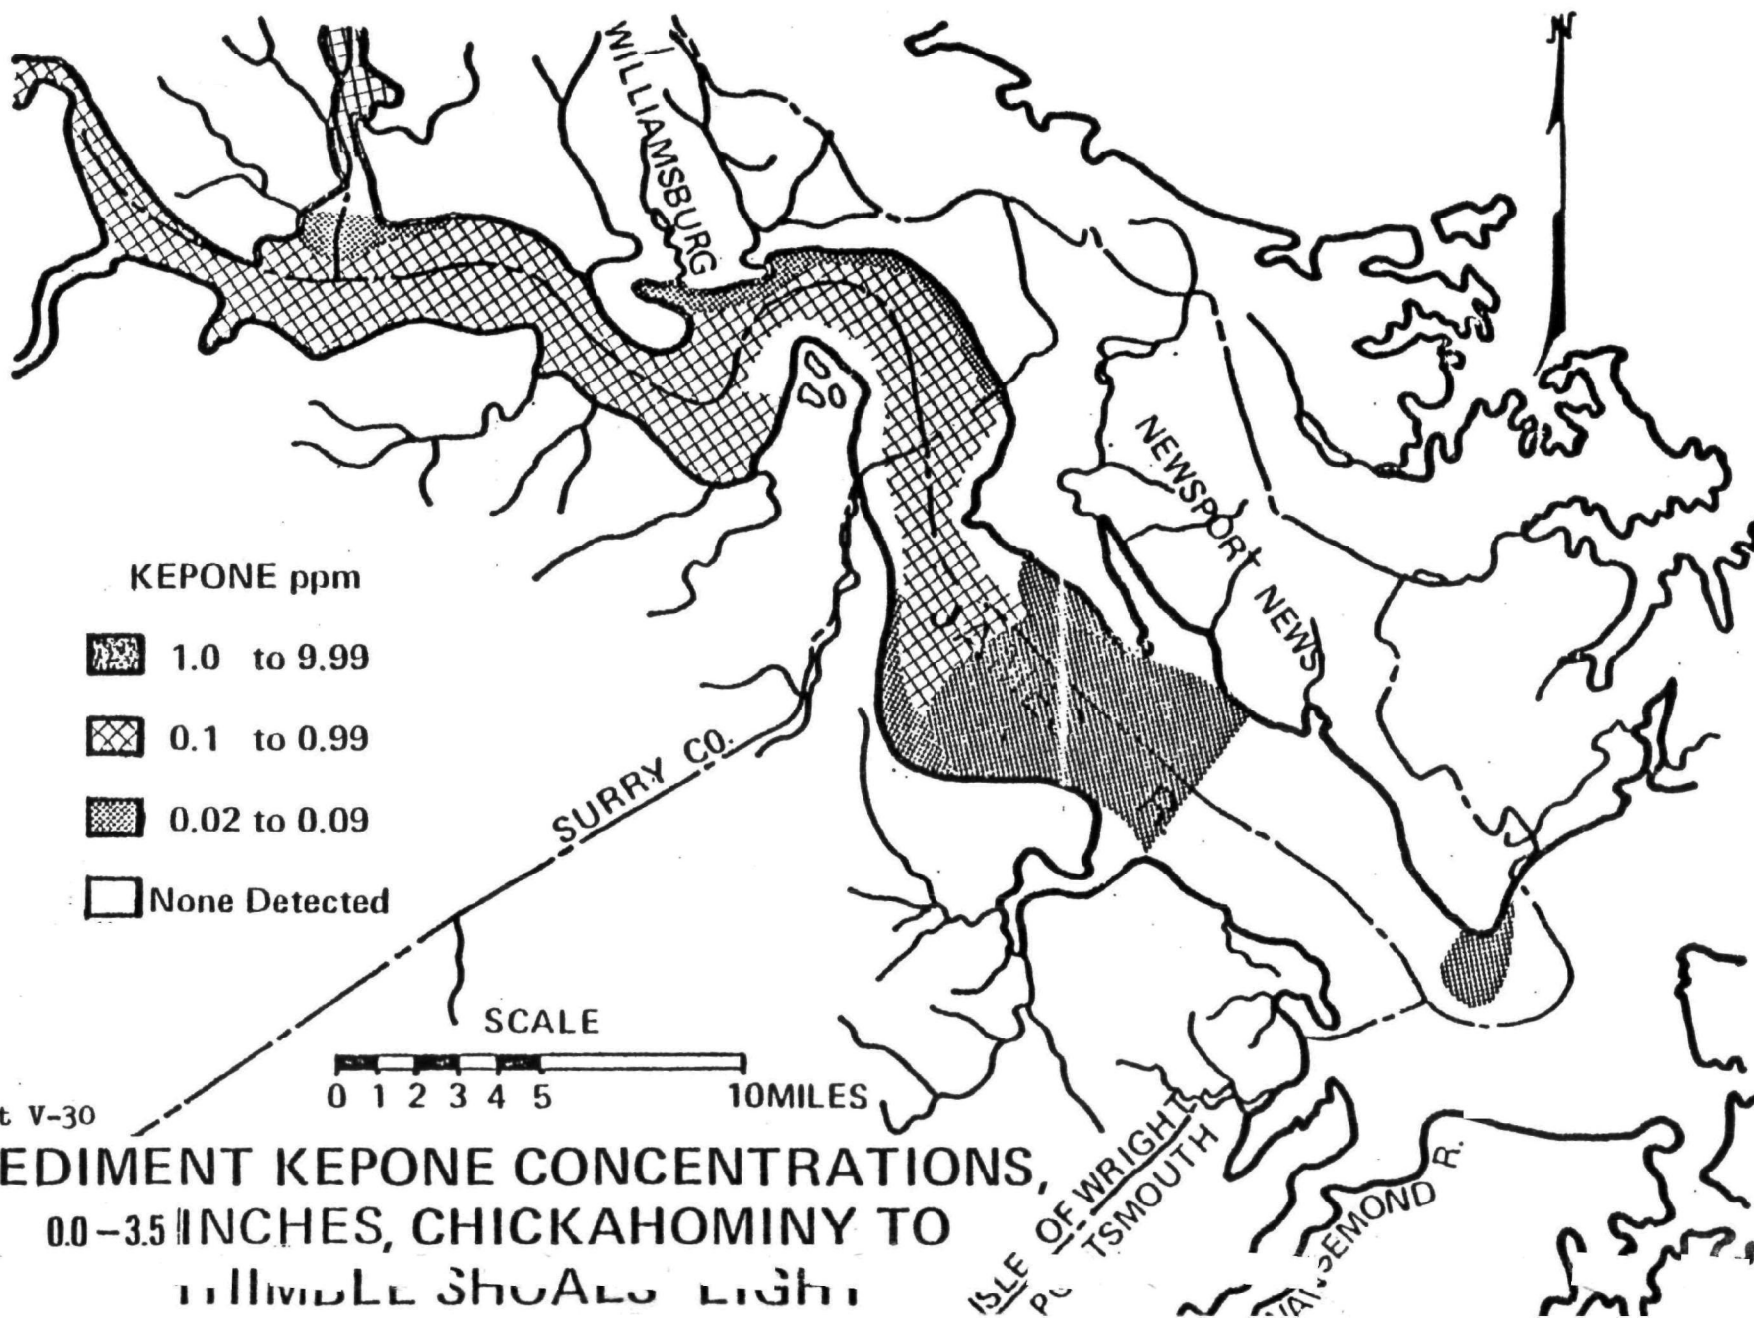 N
WILLIAMSBURG
NEWSPORT NEWS
KEPONE ppm
1.0 to 9.99
0.1 to 0.99
0.02 to 0.09
None Detected
SURRY CO.
SCALE
0 1 2 3 4 5 10MILES
t V-30
EDIMENT KEPONE CONCENTRATIONS,
0.0-3.5 INCHES, CHICKAHOMINY TO
ISLE OF WRIGHT
TSMOUTH
SEMOND R.